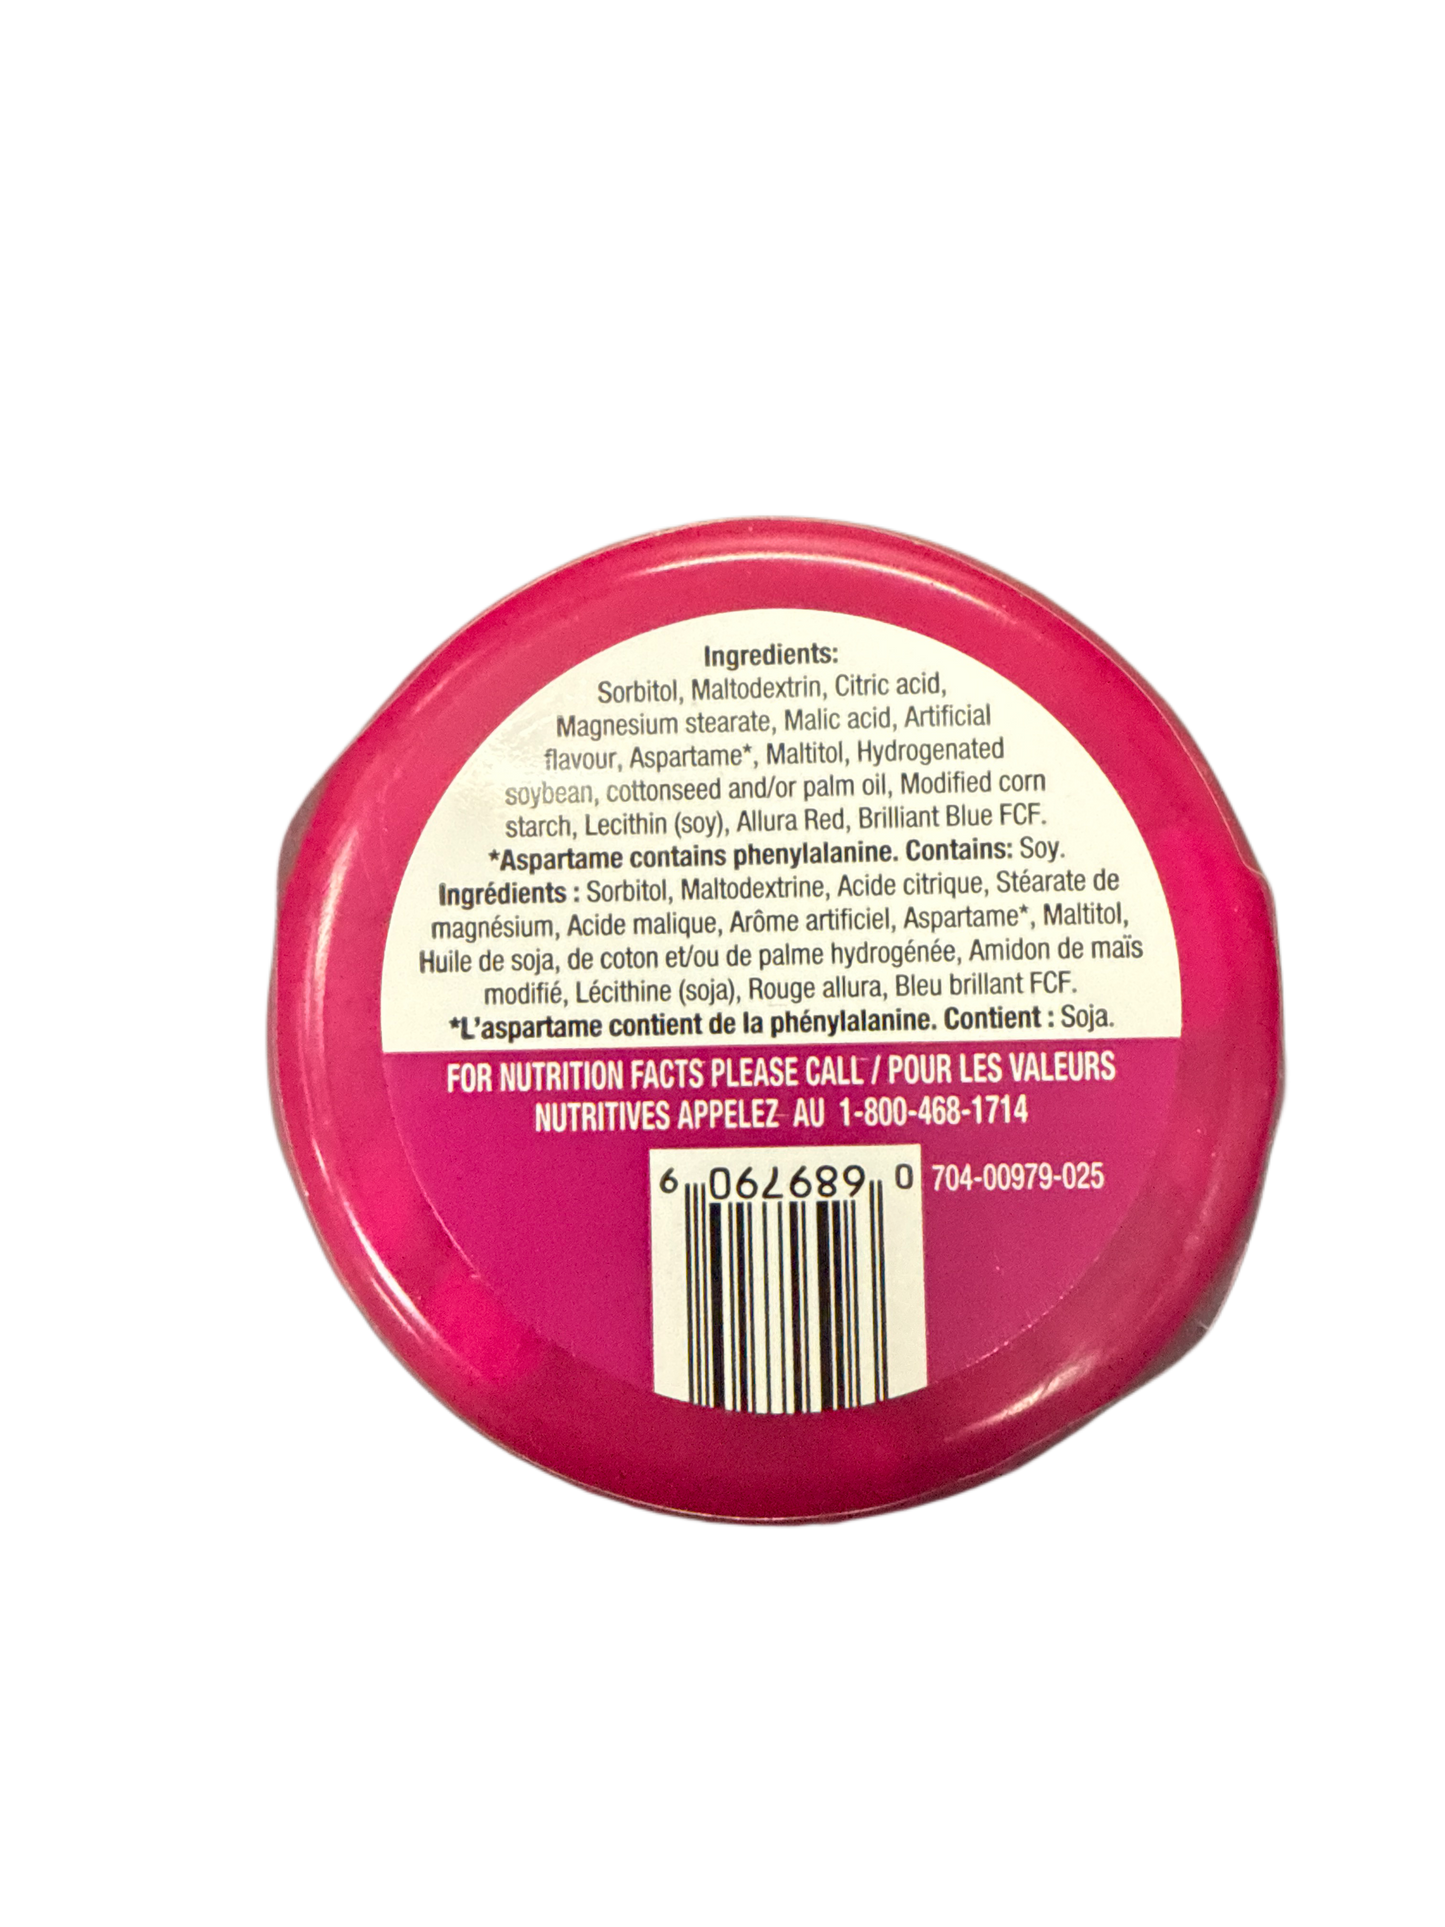 Ingredients:
Sorbitol, Maltodextrin, Citric acid,
Magnesium stearate, Malic acid, Artificial
flavour, Aspartame*, Maltitol, Hydrogenated
soybean, cottonseed and/or palm oil, Modified corn
starch, Lecithin (soy), Allura Red, Brilliant Blue FCF.
*Aspartame contains phenylalanine. Contains: Soy.
Ingrédients : Sorbitol, Maltodextrine, Acide citrique, Stéarate de
magnésium, Acide malique, Arôme artificiel, Aspartame*, Maltitol,
Huile de soja, de coton et/ou de palme hydrogénée, Amidon de maïs
modifié, Lécithine (soja), Rouge allura, Bleu brillant FCF.
*L'aspartame contient de la phénylalanine. Contient : Soja.
FOR NUTRITION FACTS PLEASE CALL / POUR LES VALEURS
NUTRITIVES APPELEZ AU 1-800-468-1714
0 689790 9
704-00979-025